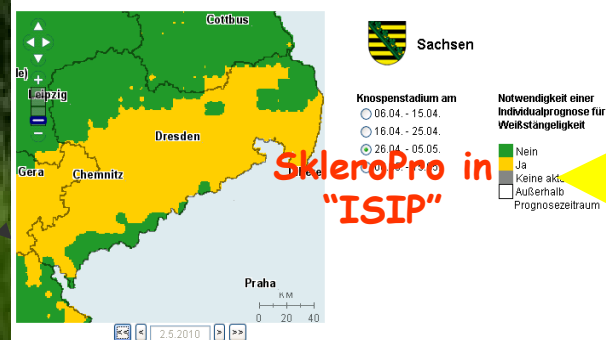 Cottbus
Leipzig
Dresden
Gera
Chemnitz
Praha
KM
0 20 40
<< < 2.5.2010 > >>
Sachsen
Knospenstadium am
06.04. - 15.04.
16.04. - 25.04.
26.04. - 05.05.
Notwendigkeit einer
Individualprognose für
Weißstängeligkeit
Nein
Ja
Keine
Außerhalb
Prognosezeitraum
SkleroPro in
“ISIP”